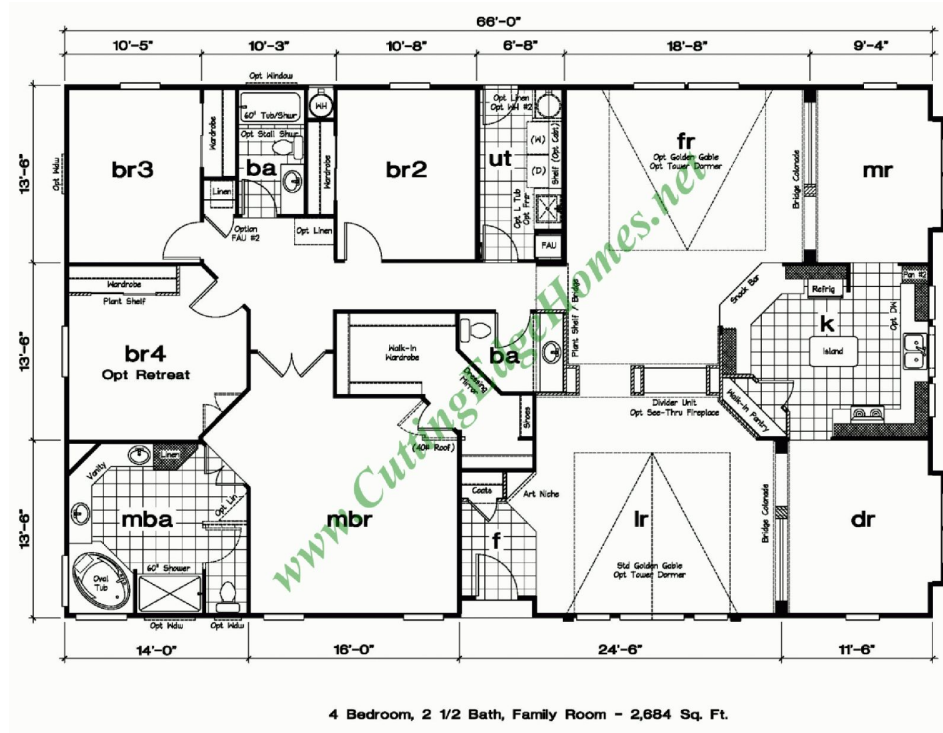 66'-0"
10'-5" 10'-3" 10'-8" 6'-8" 18'-8" 9'-4"
Opt Window
13'-6"
Opt Wdw
br3
Wardrobe
60" Tub/Shwr
Opt Stall Shwr
ba
WH
Wardrobe
br2
Opt Linen
Opt WH #2
ut
(W)
(D)
Shelf (Opt Cabt)
Opt L Tub
Opt Frzr
FAU
fr
Opt Golden Gable
Opt Tower Dormer
Bridge Colonade
mr
Linen
Option
FAU #2
Opt Linen
13'-6"
Wardrobe
Plant Shelf
br4
Opt Retreat
Walk-In
Wardrobe
ba
Dressing
Mirror
Shoes
Plant Shelf / Bridge
Snack Bar
Refrig
Pan #2
Opt DW
k
Island
Walk-in Pantry
Divider Unit
Opt See-Thru Fireplace
13'-6"
Vanity
Linen
mba
Opt Lin
Oval
Tub
60" Shower
Opt Wdw
Opt Wdw
mbr
(40# Roof)
Coats
Art Niche
f
lr
Std Golden Gable
Opt Tower Dormer
Bridge Colonade
dr
14'-0" 16'-0" 24'-6" 11'-6"
www.CuttingEdgeHomes.net
4 Bedroom, 2 1/2 Bath, Family Room - 2,684 Sq. Ft.